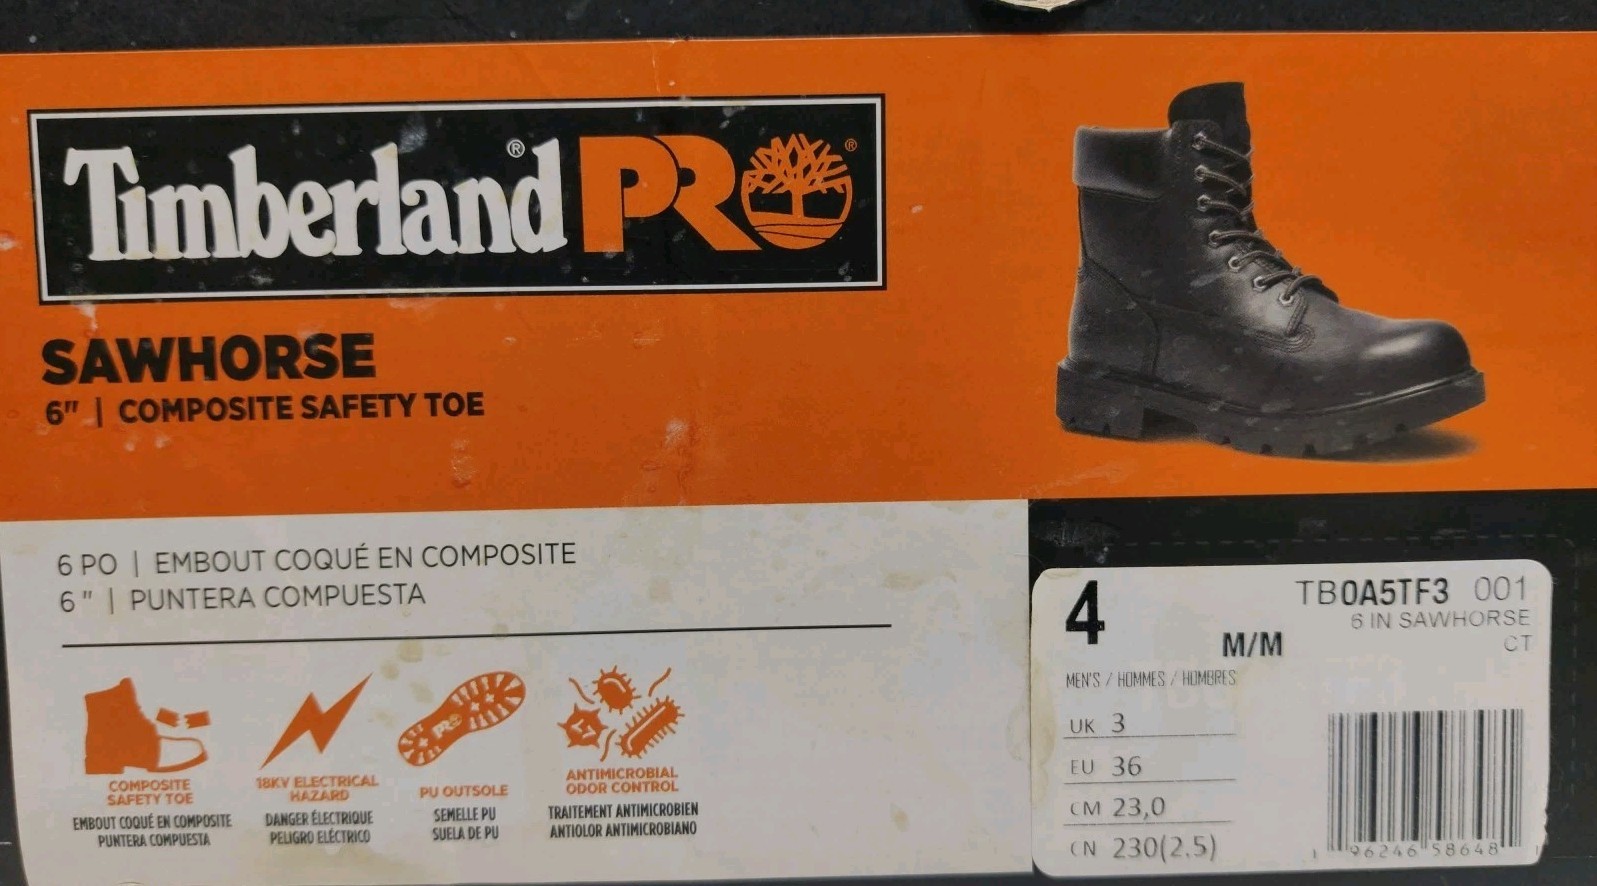 Timberland® PRO®
SAWHORSE
6" | COMPOSITE SAFETY TOE
6 PO | EMBOUT COQUÉ EN COMPOSITE
6 " | PUNTERA COMPUESTA
COMPOSITE
SAFETY TOE
EMBOUT COQUÉ EN COMPOSITE
PUNTERA COMPUESTA
18KV ELECTRICAL
HAZARD
DANGER ÉLECTRIQUE
PELIGRO ELÉCTRICO
PRO
PU OUTSOLE
SEMELLE PU
SUELA DE PU
ANTIMICROBIAL
ODOR CONTROL
TRAITEMENT ANTIMICROBIEN
ANTIOLOR ANTIMICROBIANO
4
M/M
TB0A5TF3 001
6 IN SAWHORSE
CT
MEN'S / HOMMES / HOMBRES
UK 3
EU 36
CM 23,0
CN 230(2.5)
1 96246 58648